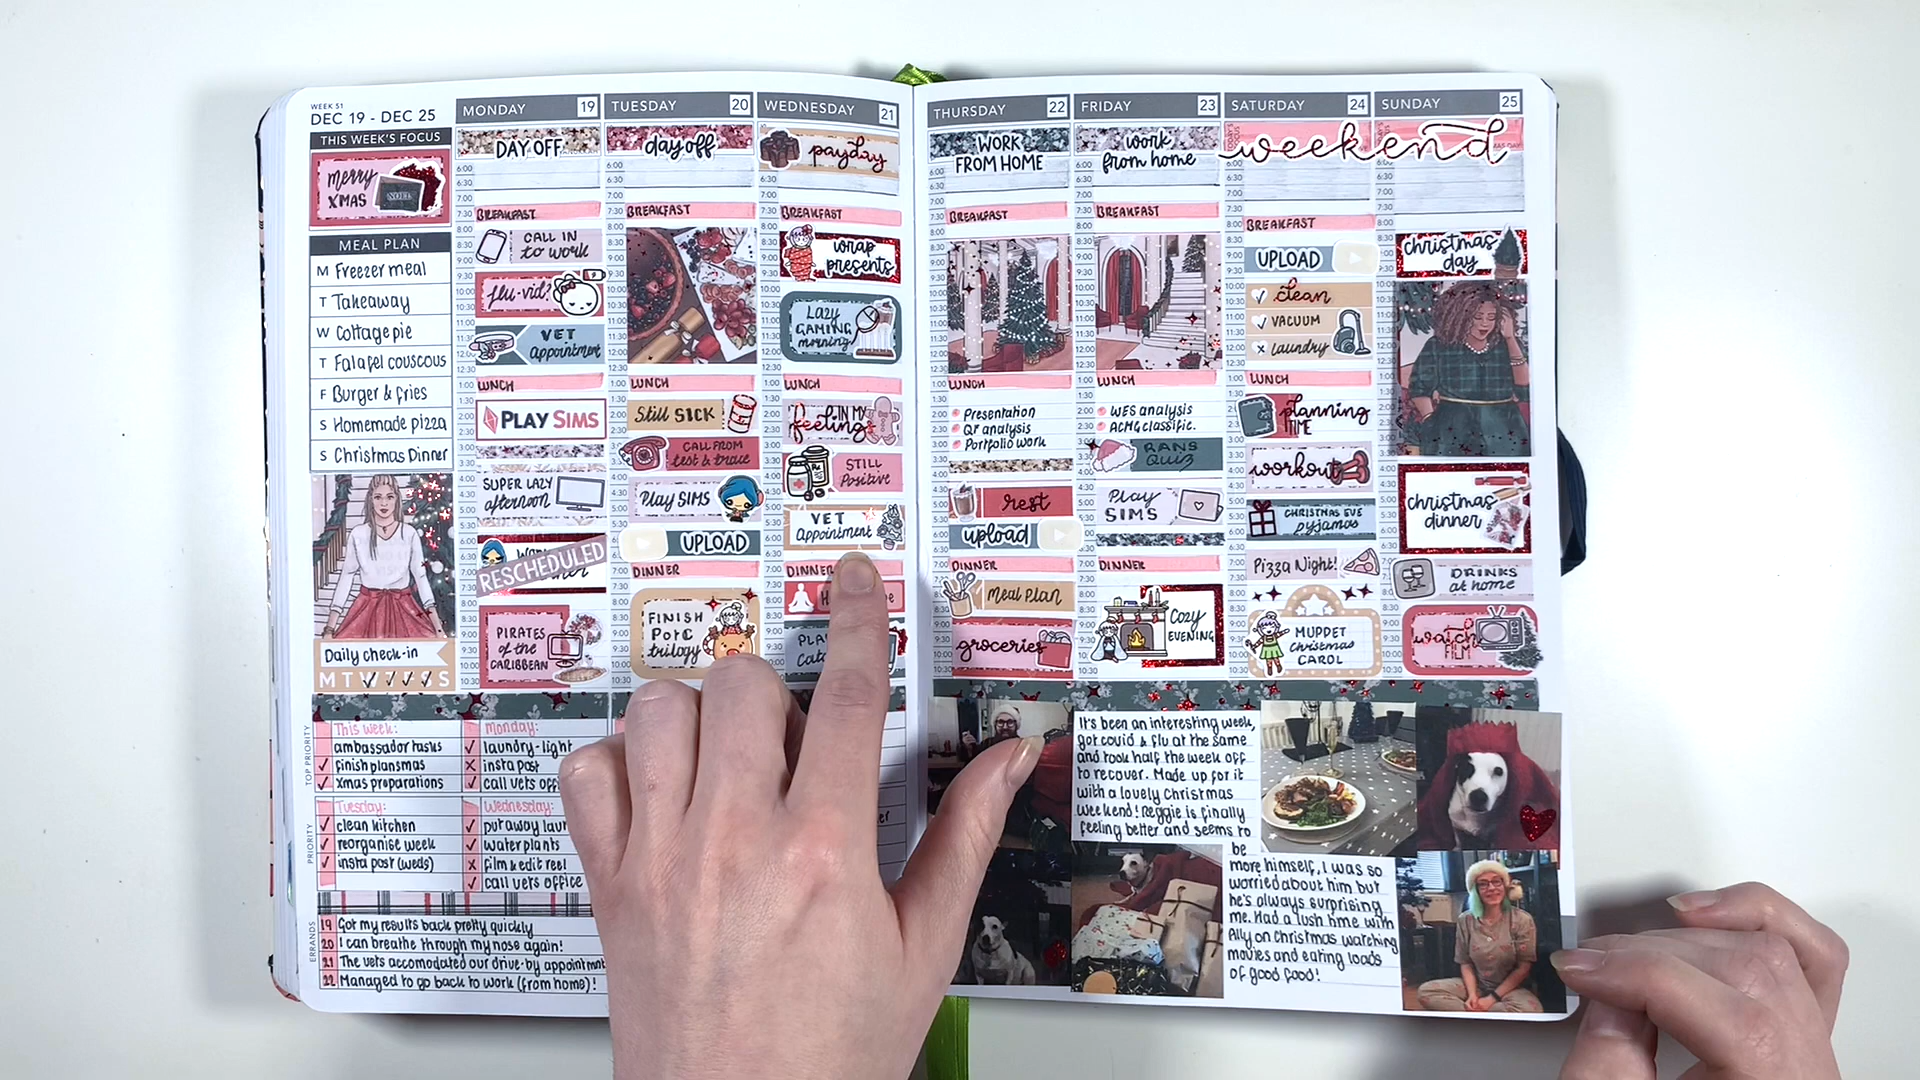 WEEK 51
DEC 19 - DEC 25
THIS WEEK'S FOCUS
merry
XMAS
NOEL
MEAL PLAN
M Freezer meal
T Takeaway
W Cottage pie
T Falafel couscous
F Burger & fries
S Homemade pizza
S Christmas Dinner
Daily check-in
M T W T F S S
MONDAY 19
DAY OFF
BREAKFAST
CALL IN
to work
flu-vid?
VET
Appointment
LUNCH
PLAY SIMS
SUPER LAZY
afternoon
RESCHEDULED
PIRATES
of the
CARIBBEAN
TUESDAY 20
day off
BREAKFAST
LUNCH
Still SICK
CALL FROM
test & trace
Play SIMS
UPLOAD
DINNER
FINISH
PotC
trilogy
WEDNESDAY 21
payday
BREAKFAST
wrap
presents
Lazy
GAMING
morning
LUNCH
IN MY
feelings
STILL
Positive
VET
Appointment
DINNER
THURSDAY 22
WORK
FROM HOME
BREAKFAST
LUNCH
Presentation
QF analysis
Portfolio work
rest
upload
DINNER
Meal Plan
groceries
FRIDAY 23
work
from home
BREAKFAST
LUNCH
WES analysis
ACMG classific.
RANS
Quiz
Play
SIMS
DINNER
COZY
EVENING
SATURDAY 24
weekend
BREAKFAST
UPLOAD
clean
VACUUM
laundry
LUNCH
planning
TIME
workout
CHRISTMAS EVE
pyjamas
Pizza Night!
MUPPET
Christmas
CAROL
SUNDAY 25
christmas
day
christmas
dinner
DRINKS
at home
watch
FILM
TOP PRIORITY
This week:
ambassador tasks
finish plansmas
xmas preparations
Monday:
laundry-light
insta post
call vets offi
PRIORITY
Tuesday:
clean kitchen
reorganise week
insta post (weds)
Wednesday:
put away laun
water plants
film & edit reel
call vets office
ERRANDS
19 Got my results back pretty quickly
20 I can breathe through my nose again!
21 The vets accomodated our drive-by appointmnt
22 Managed to go back to work (from home)!
It's been an interesting week,
got covid & flu at the same
and took half the week off
to recover. Made up for it
with a lovely Christmas
weekend! Reggie is finally
feeling better and seems to
be
more himself, I was so
worried about him but
he's always surprising
me. Had a lush time with
Ally on Christmas watching
movies and eating loads
of good food!